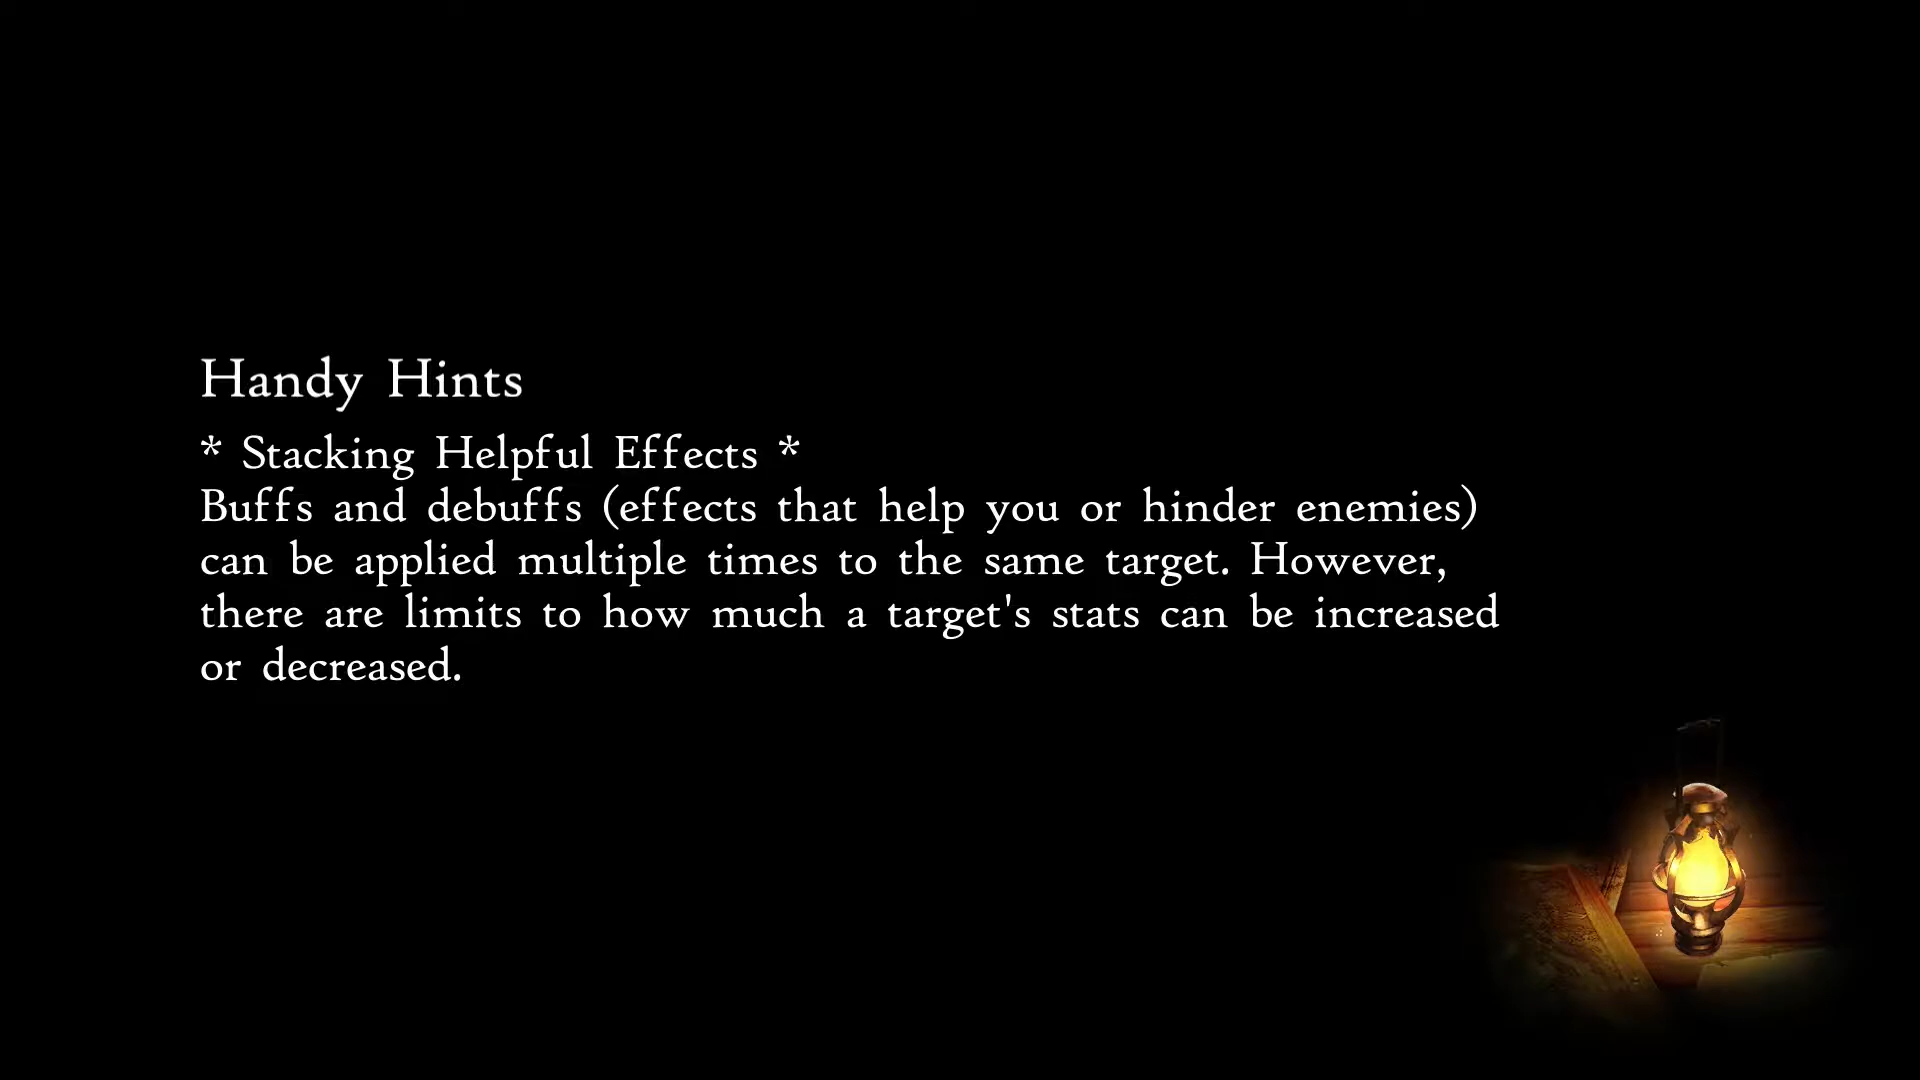 Handy Hints
* Stacking Helpful Effects *
Buffs and debuffs (effects that help you or hinder enemies)
can be applied multiple times to the same target. However,
there are limits to how much a target's stats can be increased
or decreased.